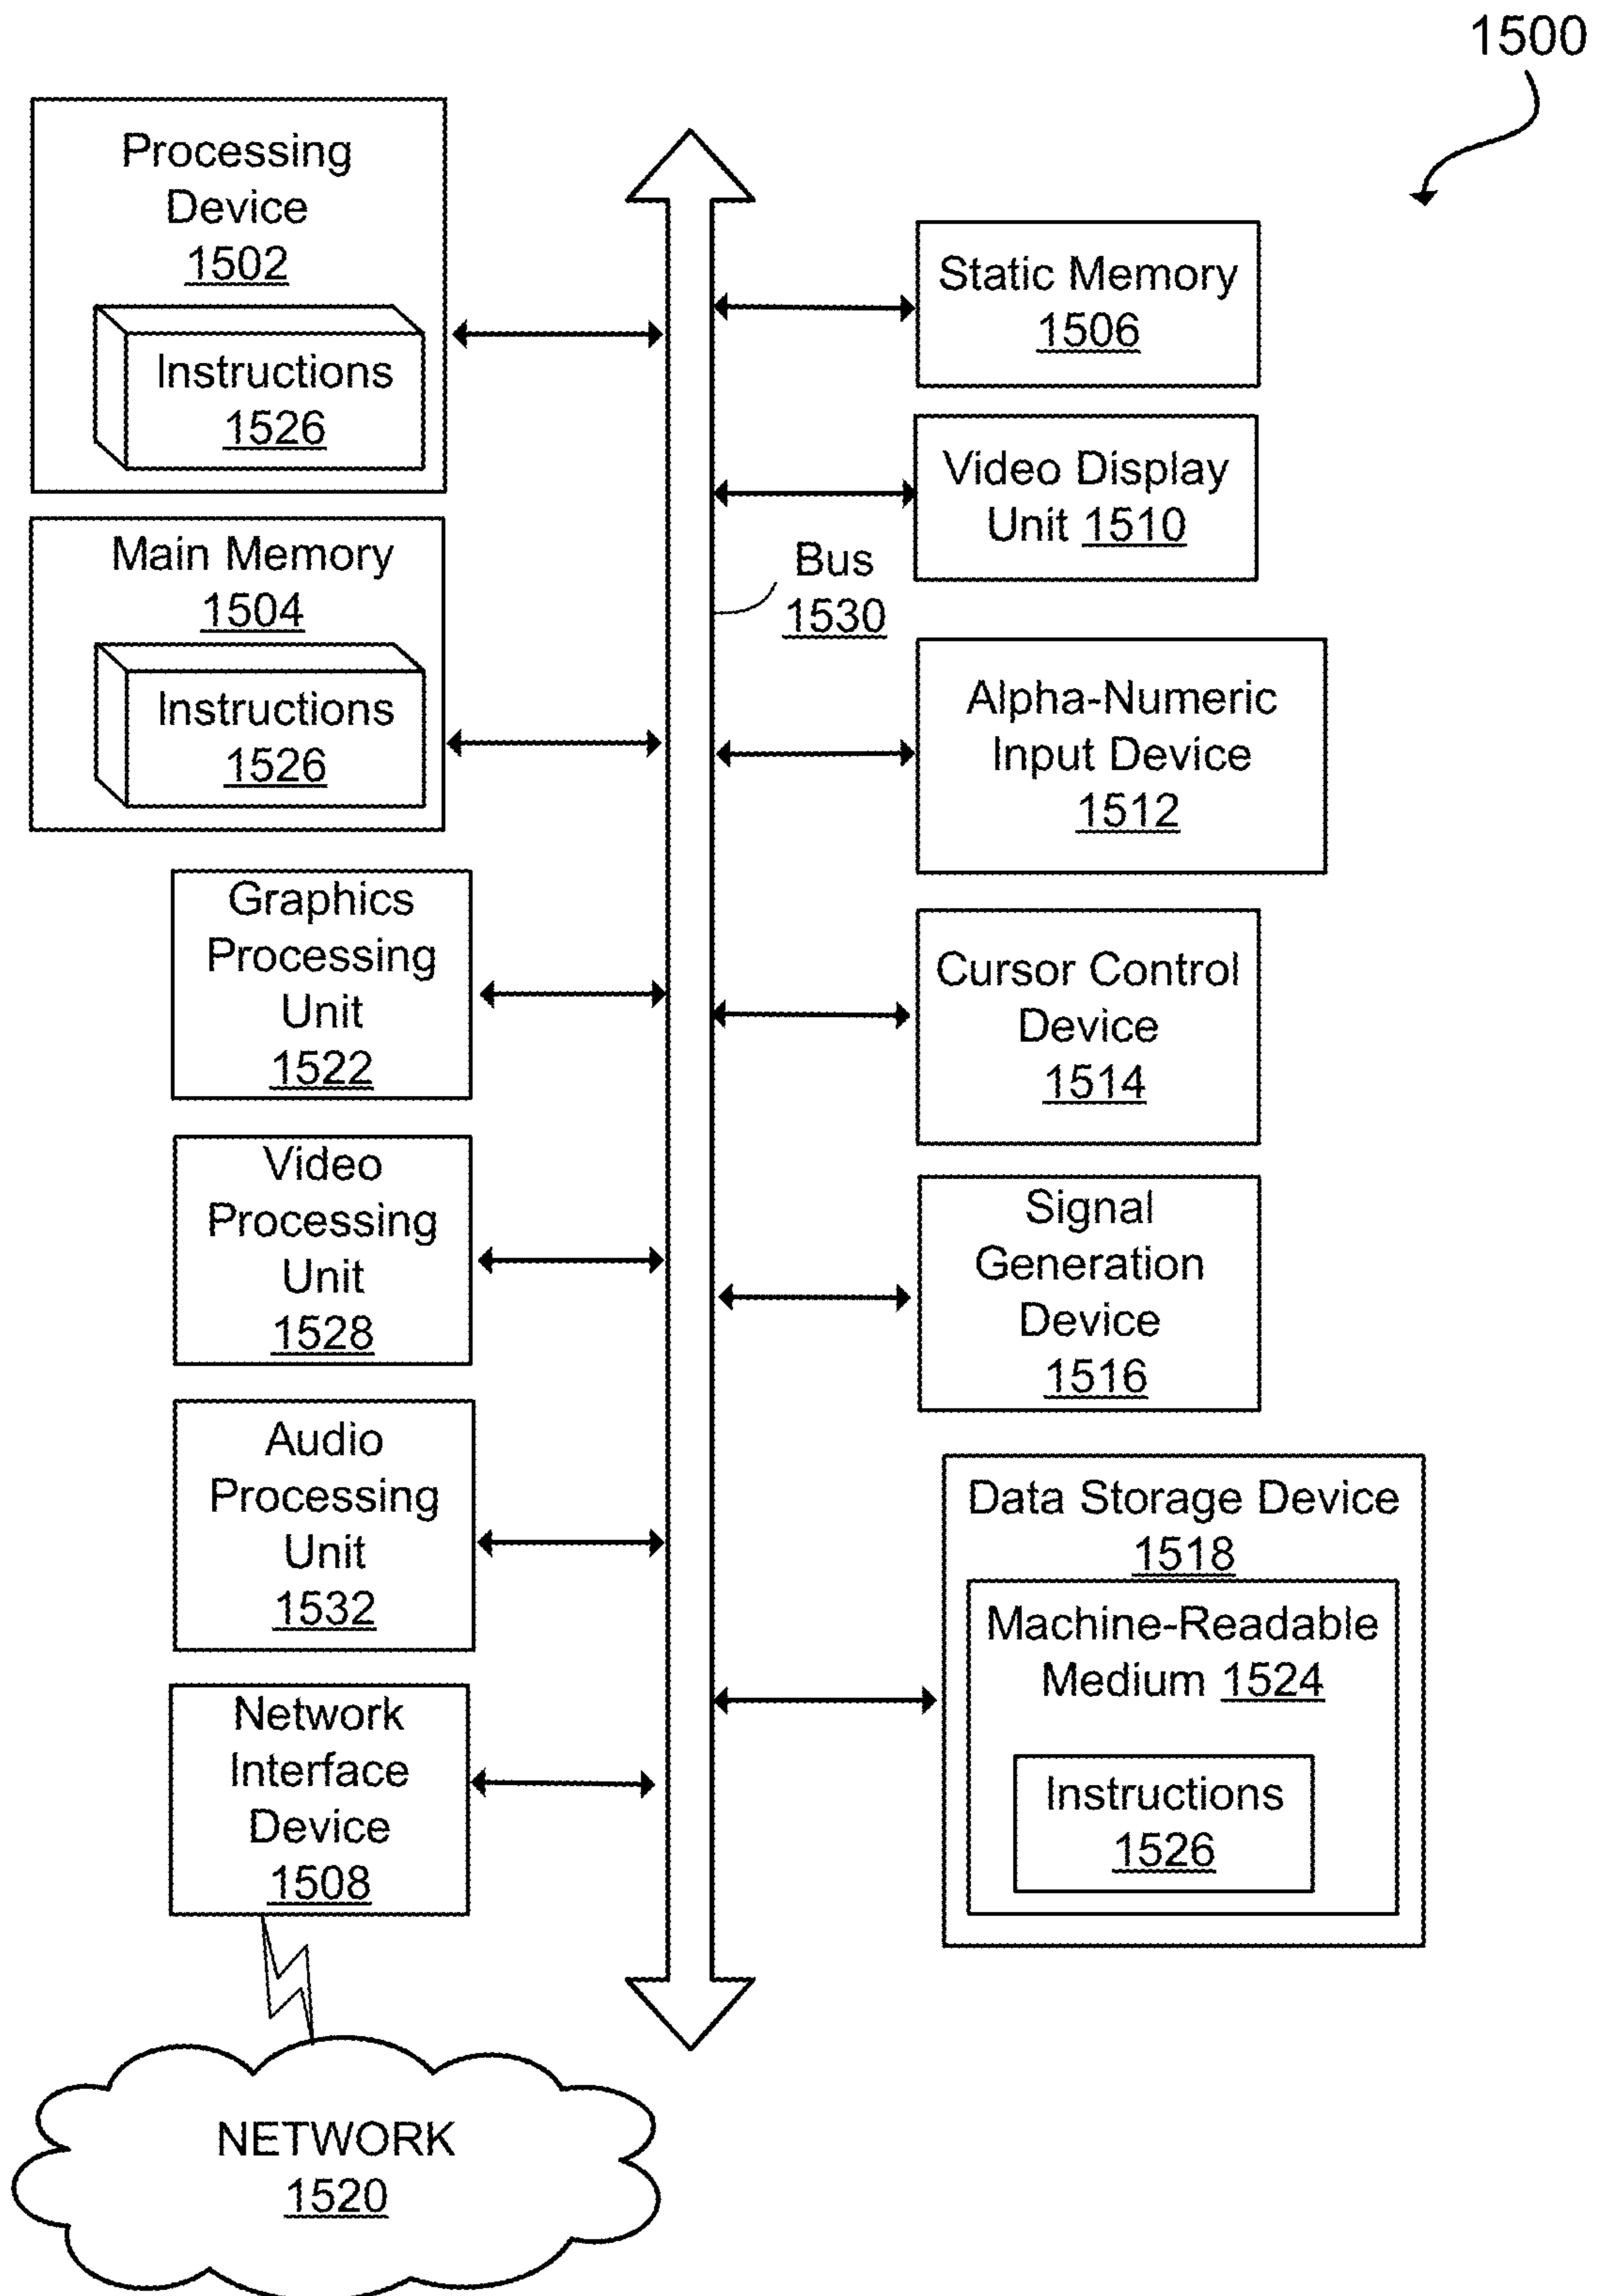 1500
Processing
Device
1502
Instructions
1526
Main Memory
1504
Instructions
1526
Graphics
Processing
Unit
1522
Video
Processing
Unit
1528
Audio
Processing
Unit
1532
Network
Interface
Device
1508
NETWORK
1520
Bus
1530
Static Memory
1506
Video Display
Unit 1510
Alpha-Numeric
Input Device
1512
Cursor Control
Device
1514
Signal
Generation
Device
1516
Data Storage Device
1518
Machine-Readable
Medium 1524
Instructions
1526